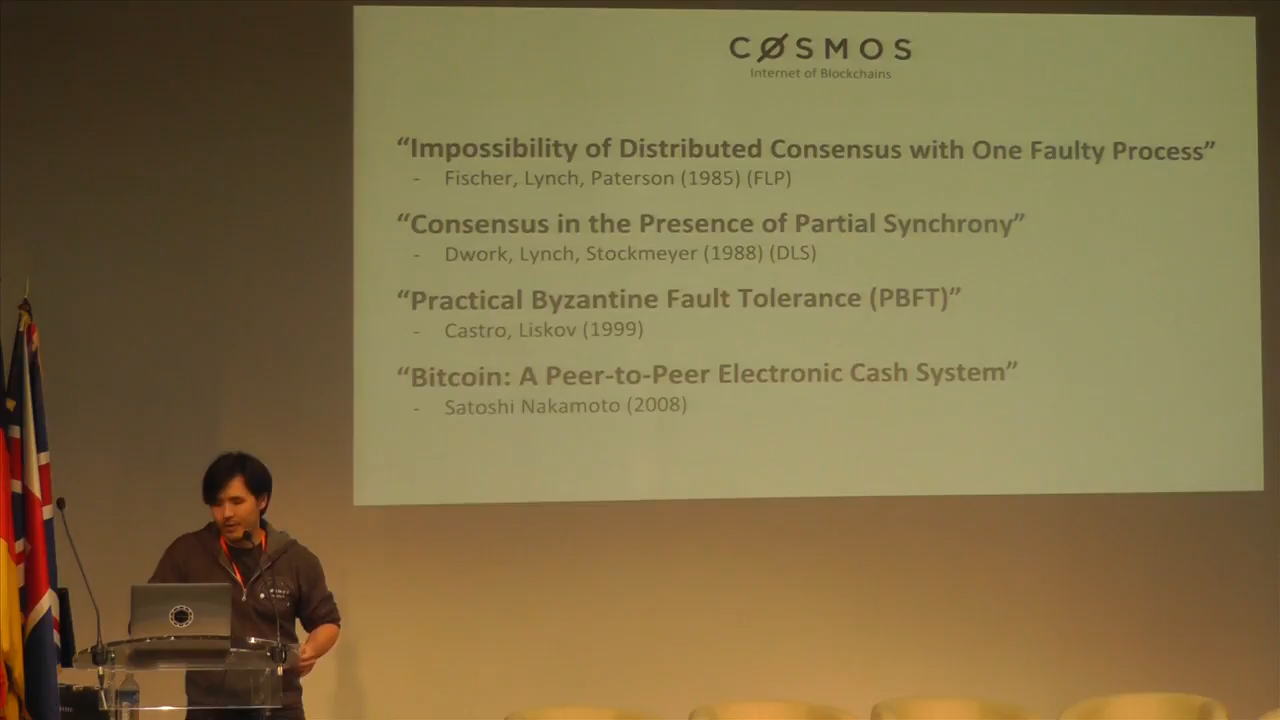 CØSMOS
Internet of Blockchains
“Impossibility of Distributed Consensus with One Faulty Process”
- Fischer, Lynch, Paterson (1985) (FLP)
“Consensus in the Presence of Partial Synchrony”
- Dwork, Lynch, Stockmeyer (1988) (DLS)
“Practical Byzantine Fault Tolerance (PBFT)”
- Castro, Liskov (1999)
“Bitcoin: A Peer-to-Peer Electronic Cash System”
- Satoshi Nakamoto (2008)